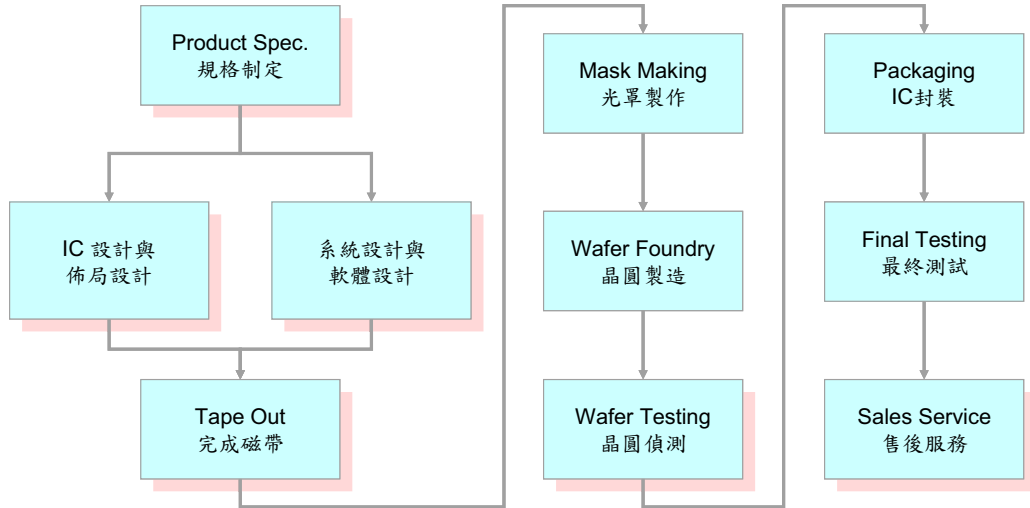 Product Spec.
規格制定
IC 設計與
佈局設計
系統設計與
軟體設計
Tape Out
完成磁帶
Mask Making
光罩製作
Wafer Foundry
晶圓製造
Wafer Testing
晶圓偵測
Packaging
IC封裝
Final Testing
最終測試
Sales Service
售後服務